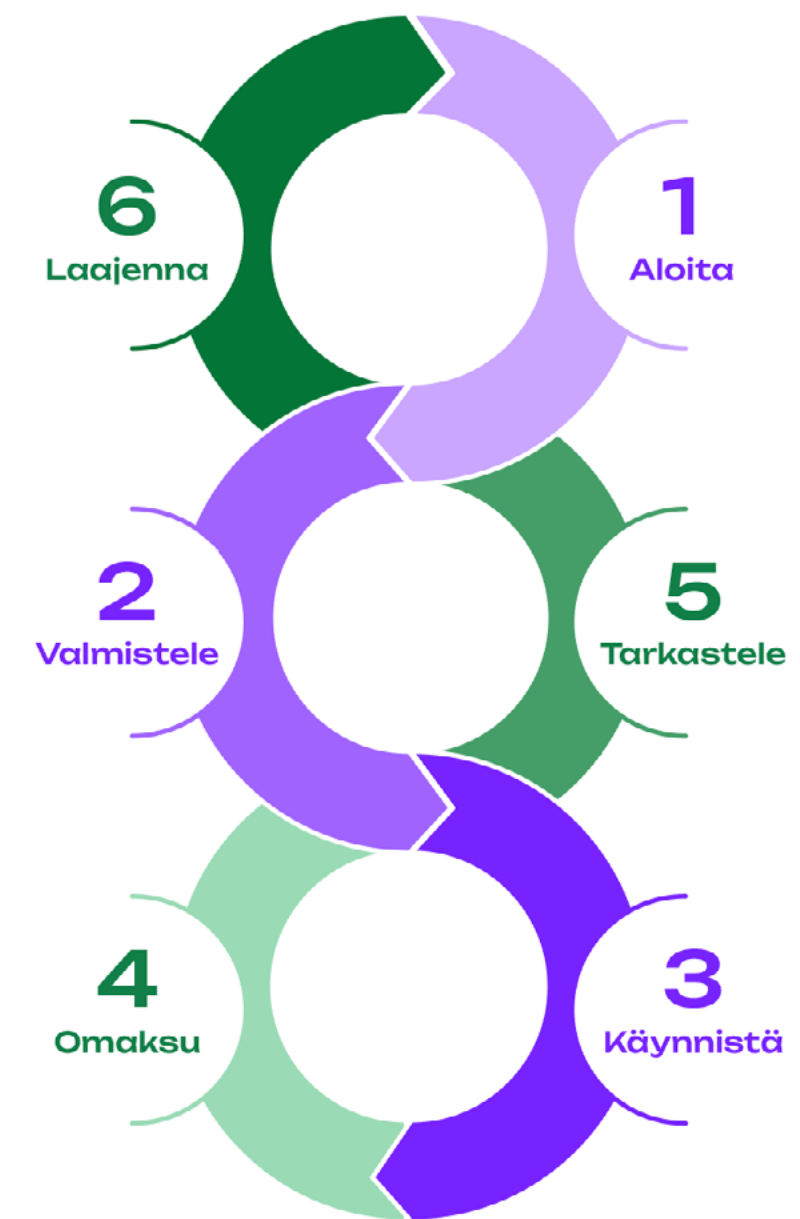 6
Laajenna
1
Aloita
2
Valmistele
5
Tarkastele
4
Omaksu
3
Käynnistä